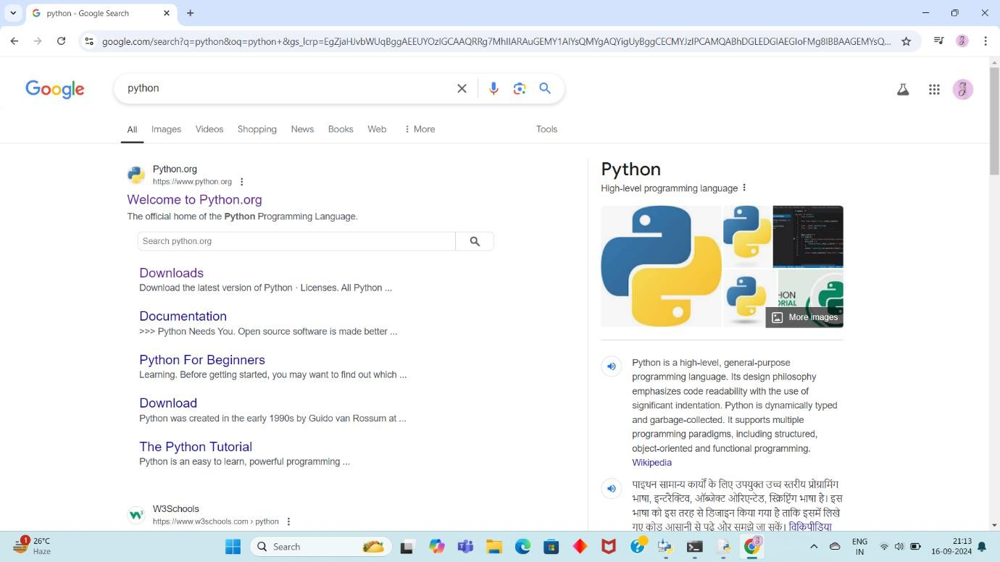 python - Google Search
google.com/search?q=python&oq=python+&gs_lcrp=EgZjaHJvbWUqBggAEEUYOzIGCAAQRRg7MhIIARAuGEMY1AIYsQMYgAQYigUyBggCECMYJzIPCAMQABhDGLEDGIAEGIoFMg8IBBAAGEMYsQ...
Google
python
All Images Videos Shopping News Books Web More Tools
Python.org
https://www.python.org
Welcome to Python.org
The official home of the Python Programming Language.
Search python.org
Downloads
Download the latest version of Python · Licenses. All Python ...
Documentation
>>> Python Needs You. Open source software is made better ...
Python For Beginners
Learning. Before getting started, you may want to find out which ...
Download
Python was created in the early 1990s by Guido van Rossum at ...
The Python Tutorial
Python is an easy to learn, powerful programming ...
W3Schools
https://www.w3schools.com › python
Python
High-level programming language
HON
ORIAL
More images
Python is a high-level, general-purpose
programming language. Its design philosophy
emphasizes code readability with the use of
significant indentation. Python is dynamically typed
and garbage-collected. It supports multiple
programming paradigms, including structured,
object-oriented and functional programming.
Wikipedia
पाइथन सामान्य कार्यों के लिए उपयुक्त उच्च स्तरीय प्रोग्रामिंग
भाषा, इन्टरैक्टिव, ऑब्जेक्ट ओरिएन्टेड, स्क्रिप्टिंग भाषा है। इस
भाषा को इस तरह से डिजाइन किया गया है ताकि इसमें लिखे
गए कोड आसानी से पढ़े और समझे जा सकें। विकिपीडिया
1
26°C
Haze
Search
ENG
IN
21:13
16-09-2024